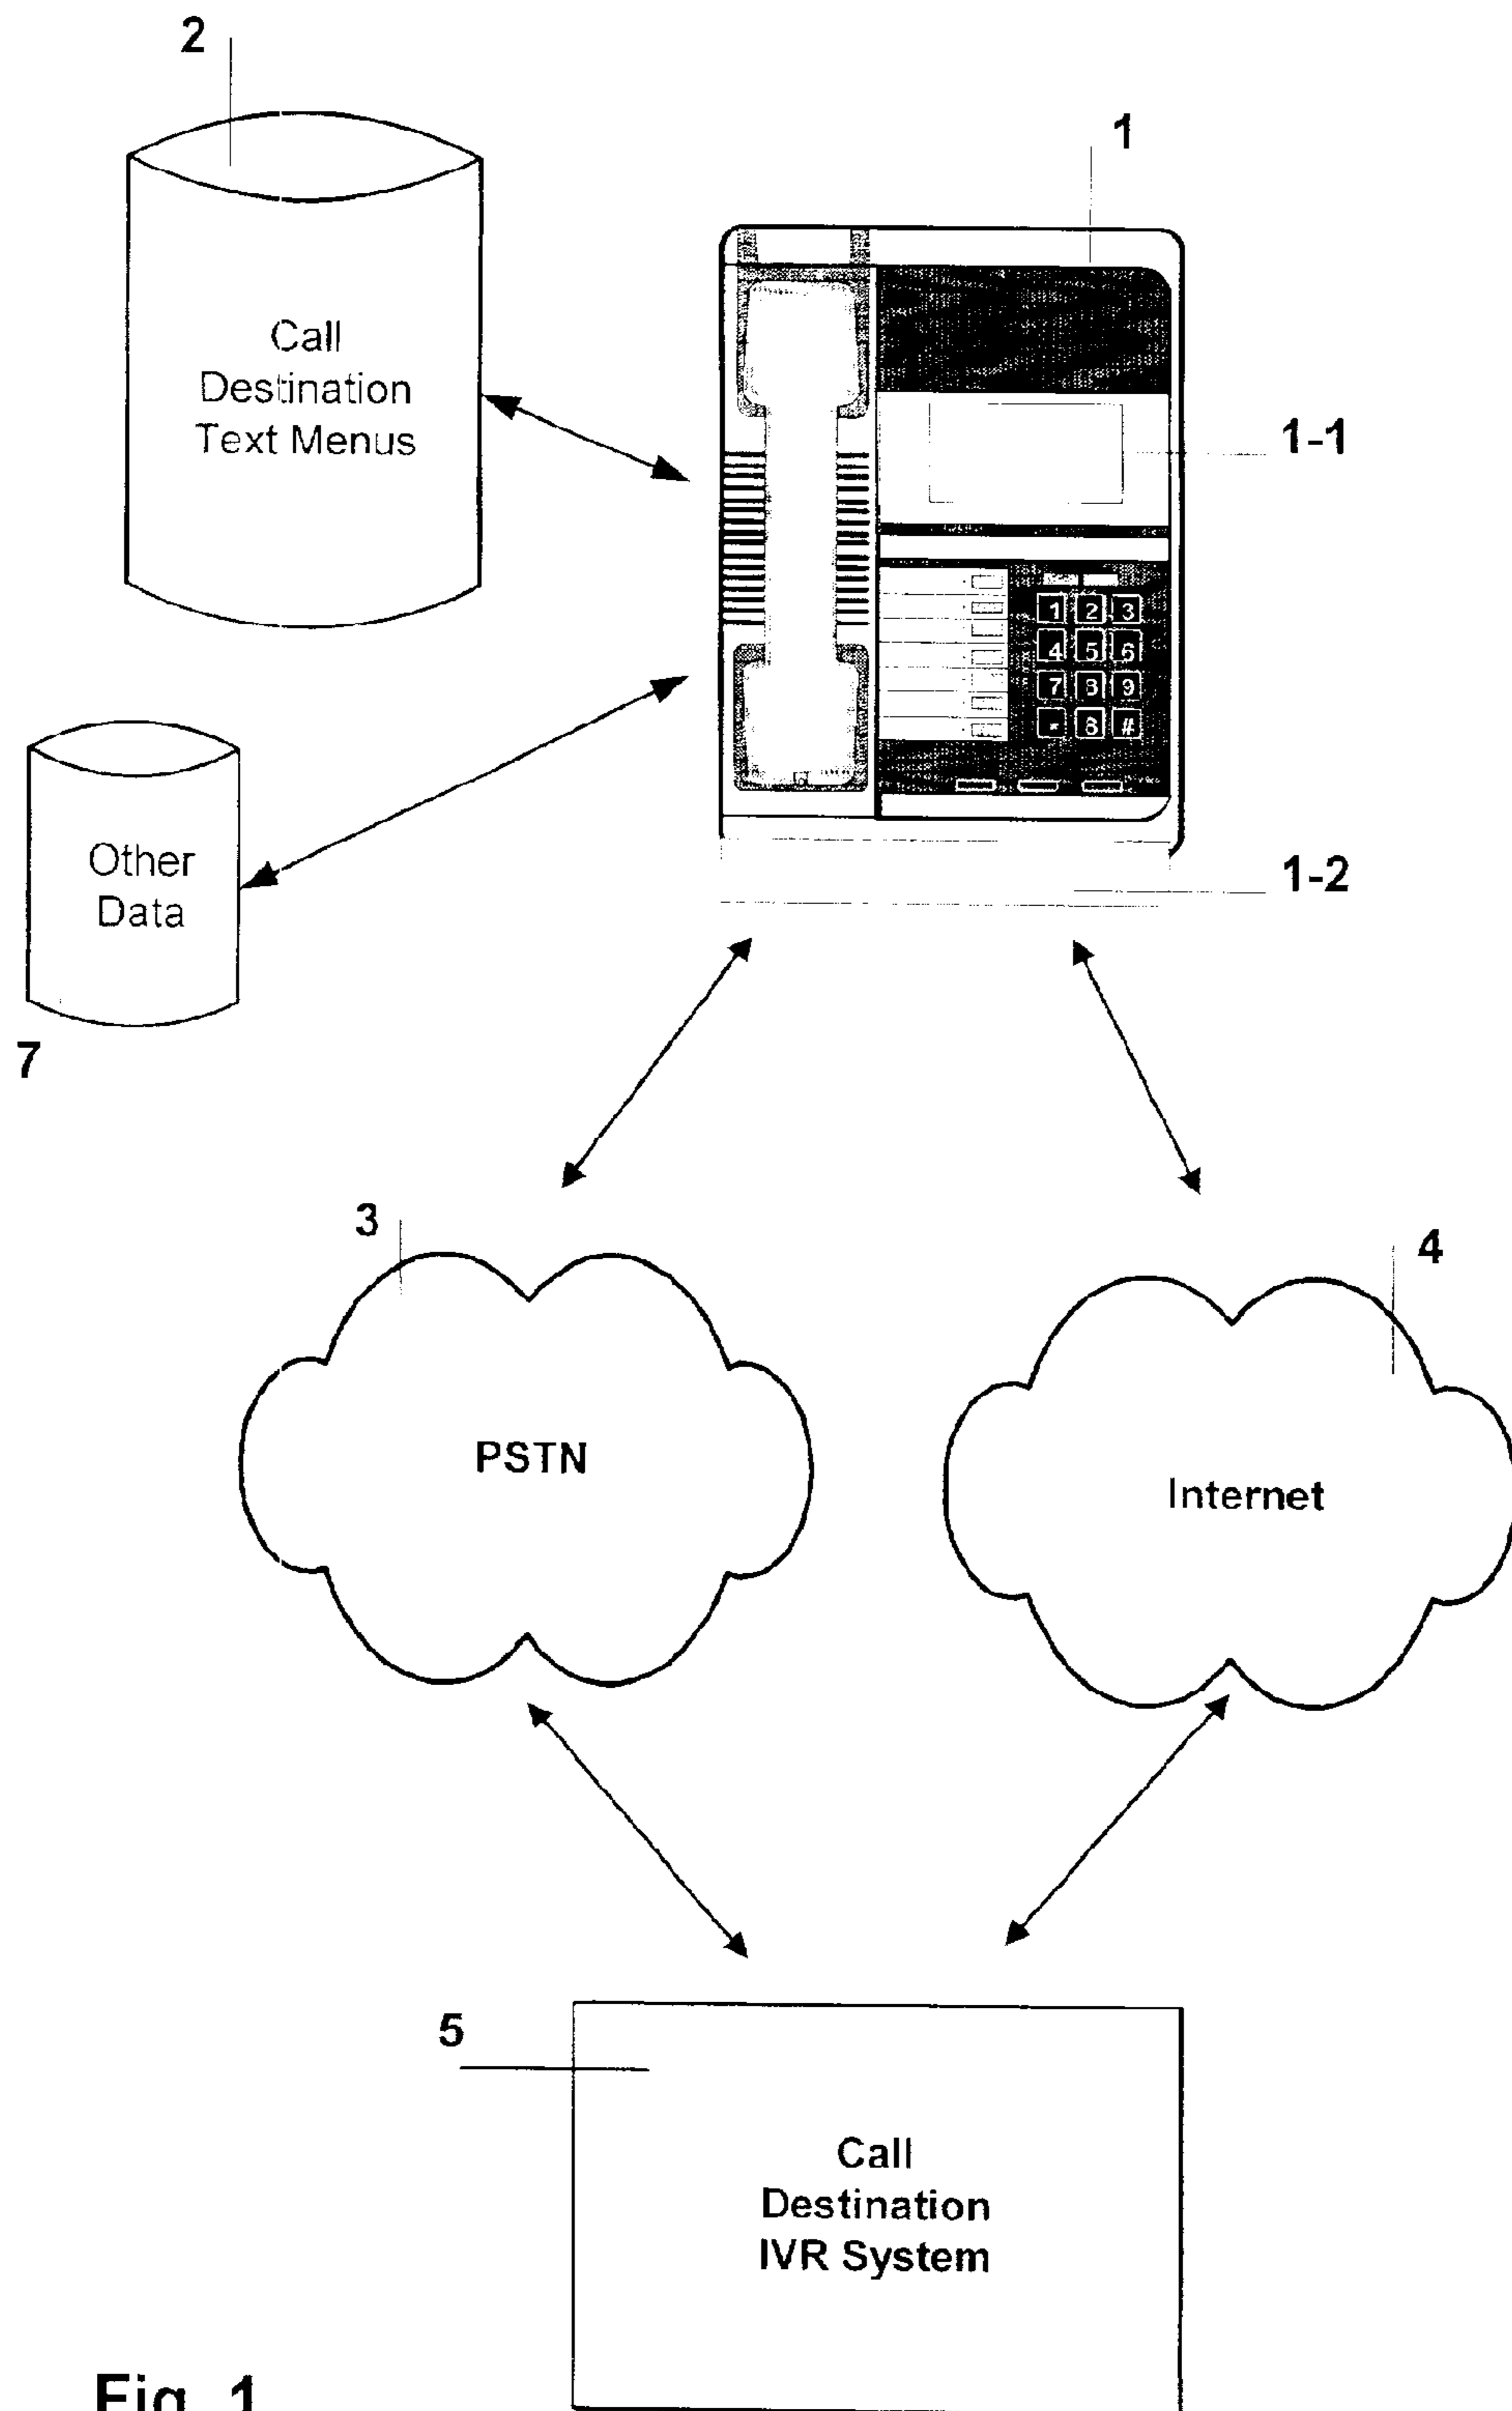 2
1
Call
Destination
Text Menus
1-1
1 2 3
4 5 6
7 8 9
* 8 #
Other
Data
1-2
7
3
4
PSTN
Internet
5
Call
Destination
IVR System
Fig. 1